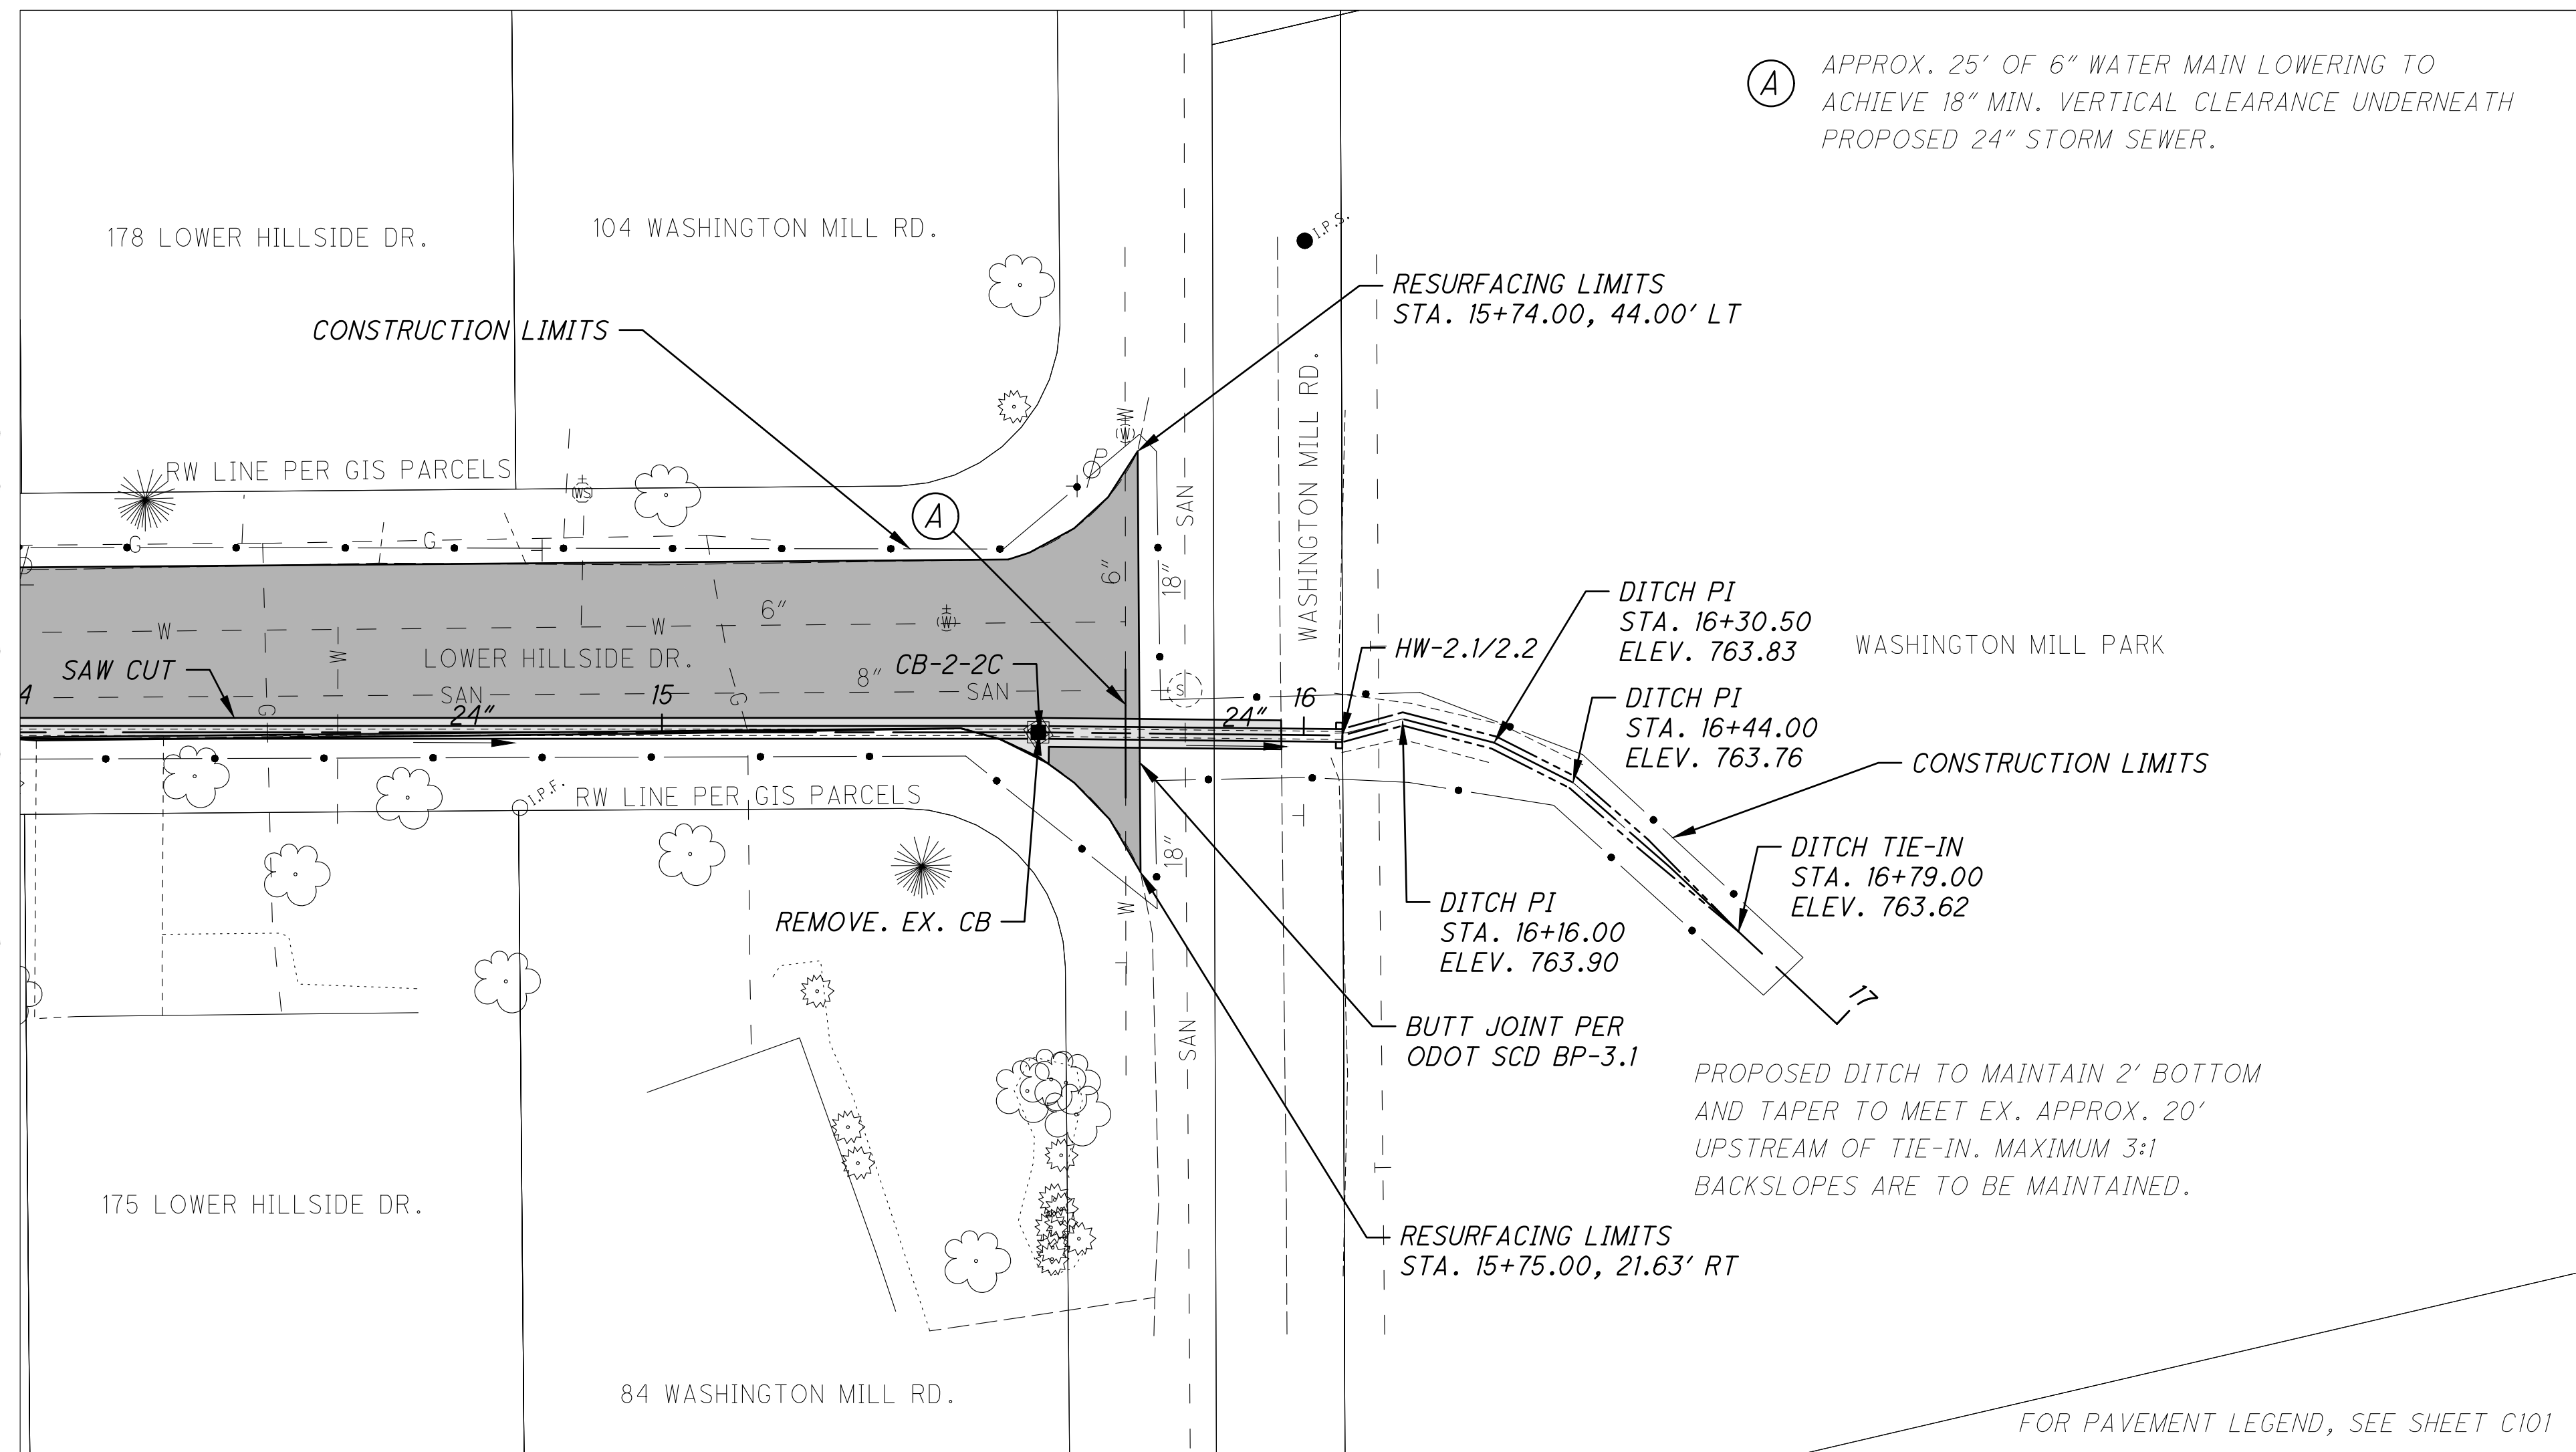 A
APPROX. 25' OF 6" WATER MAIN LOWERING TO
ACHIEVE 18" MIN. VERTICAL CLEARANCE UNDERNEATH
PROPOSED 24" STORM SEWER.
178 LOWER HILLSIDE DR.
104 WASHINGTON MILL RD.
I.P.S.
RESURFACING LIMITS
STA. 15+74.00, 44.00' LT
CONSTRUCTION LIMITS
WASHINGTON MILL RD.
RW LINE PER GIS PARCELS
(WS)
W
(W)
P
SAN
A
G
G
6"
18"
6"
(W)
W
W
W
SAW CUT
LOWER HILLSIDE DR.
8"
CB-2-2C
SAN
SAN
S
4
15
16
24"
24"
G
G
HW-2.1/2.2
DITCH PI
STA. 16+30.50
ELEV. 763.83
WASHINGTON MILL PARK
DITCH PI
STA. 16+44.00
ELEV. 763.76
CONSTRUCTION LIMITS
I.P.F.
RW LINE PER GIS PARCELS
T
18"
W
DITCH TIE-IN
STA. 16+79.00
ELEV. 763.62
REMOVE. EX. CB
DITCH PI
STA. 16+16.00
ELEV. 763.90
T
17
SAN
BUTT JOINT PER
ODOT SCD BP-3.1
PROPOSED DITCH TO MAINTAIN 2' BOTTOM
AND TAPER TO MEET EX. APPROX. 20'
UPSTREAM OF TIE-IN. MAXIMUM 3:1
BACKSLOPES ARE TO BE MAINTAINED.
T
175 LOWER HILLSIDE DR.
RESURFACING LIMITS
STA. 15+75.00, 21.63' RT
84 WASHINGTON MILL RD.
FOR PAVEMENT LEGEND, SEE SHEET C101